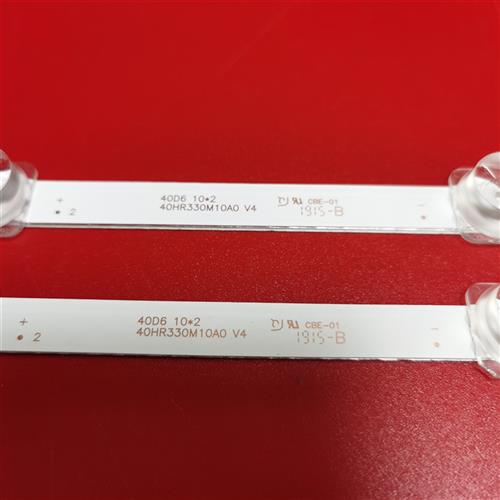 +
• 2
40D6 10*2
40HR330M10A0 V4
CBE-01
1915-B
-
+
• 2
40D6 10*2
40HR330M10A0 V4
CBE-01
1915-B
-